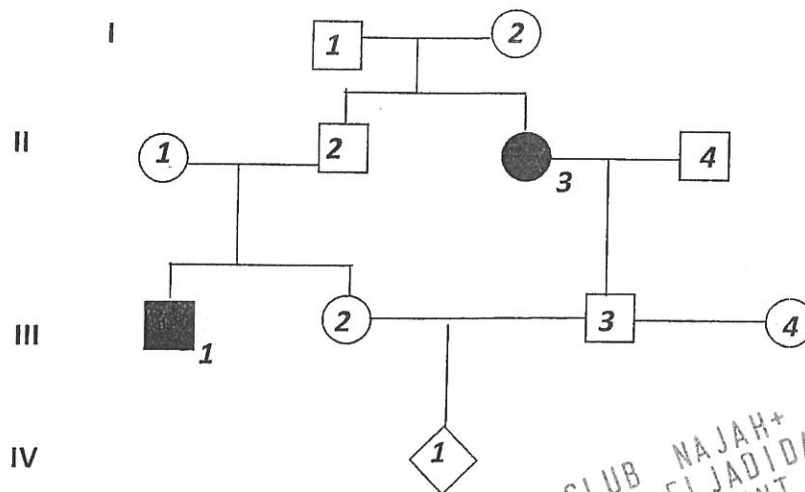 I
1 2
II
1 2 3 4
III
1 2 3 4
IV
1
CLUB NAJAH+
EL JADIDA